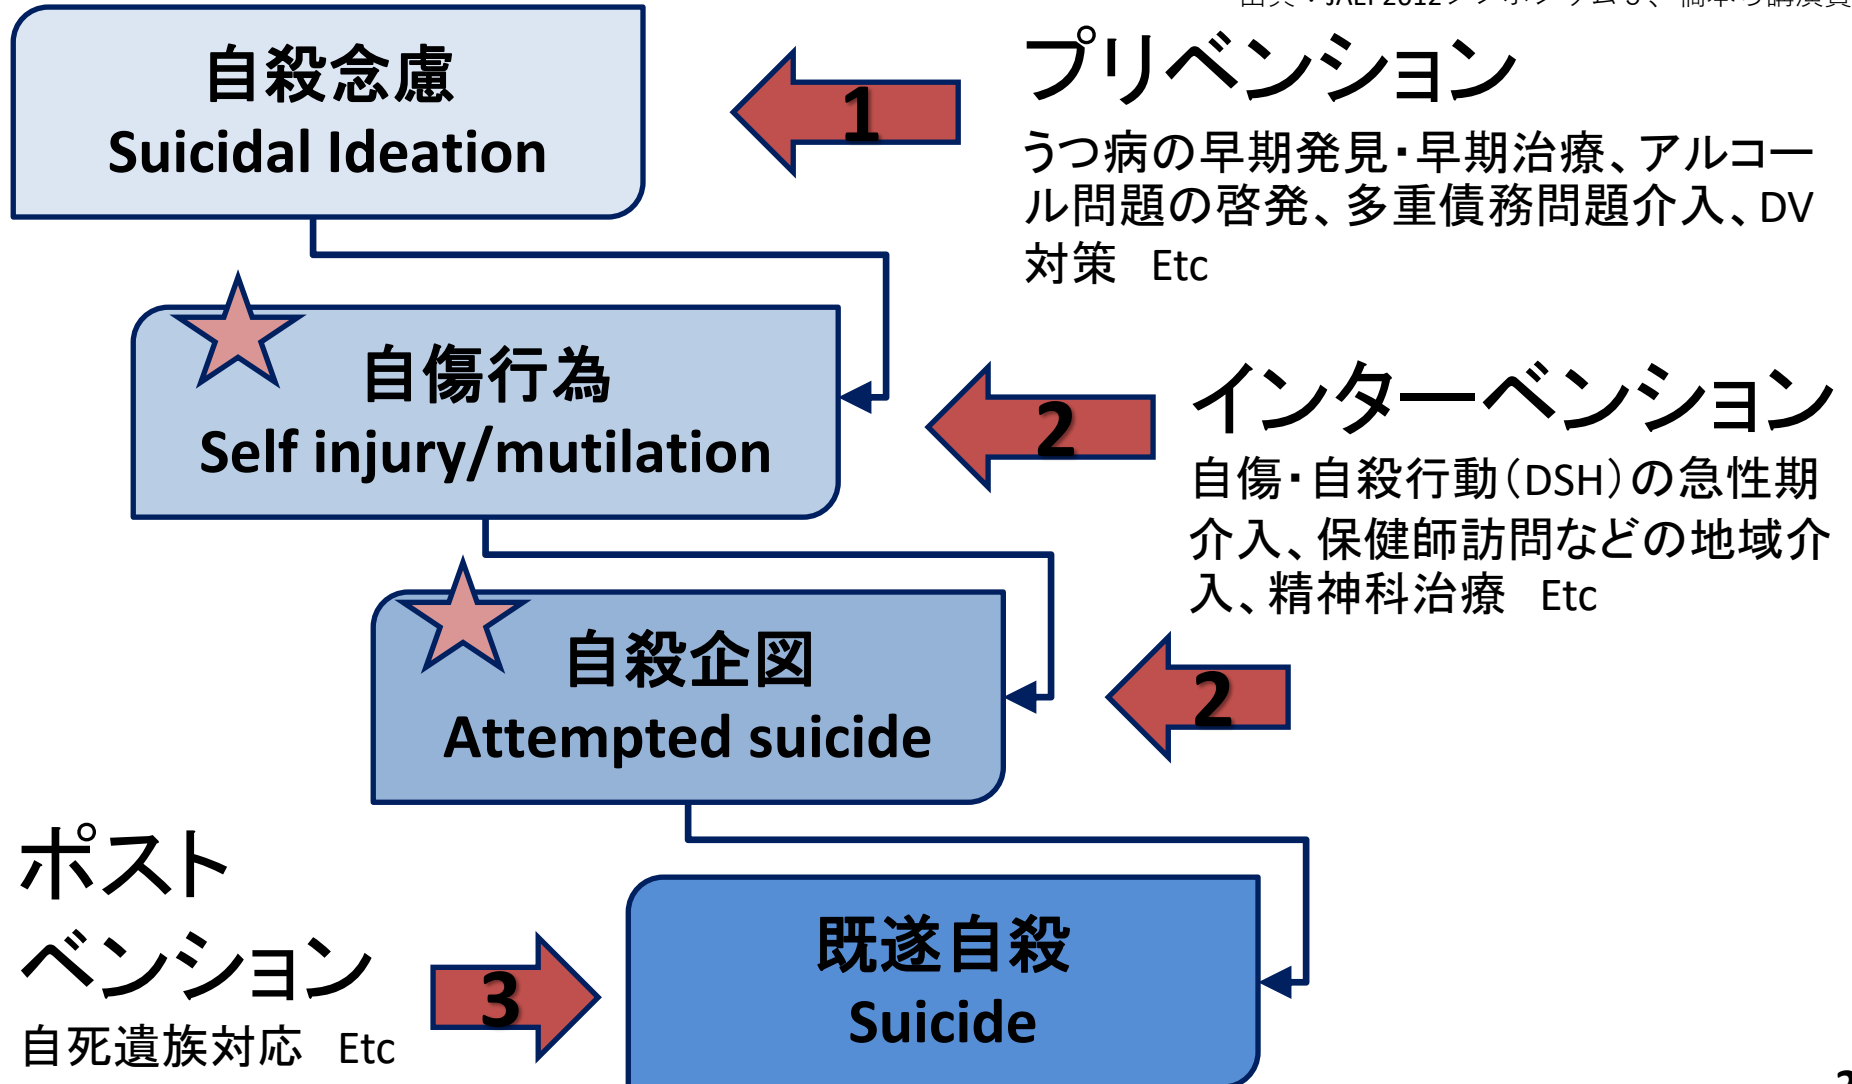 自殺念慮
Suicidal Ideation
1
プリベンション
うつ病の早期発見・早期治療、アルコー
ル問題の啓発、多重債務問題介入、DV
対策 Etc
自傷行為
Self injury/mutilation
2
インターベンション
自傷・自殺行動（DSH）の急性期
介入、保健師訪問などの地域介
入、精神科治療 Etc
自殺企図
Attempted suicide
2
ポスト
ベンション
自死遺族対応 Etc
3
既遂自殺
Suicide